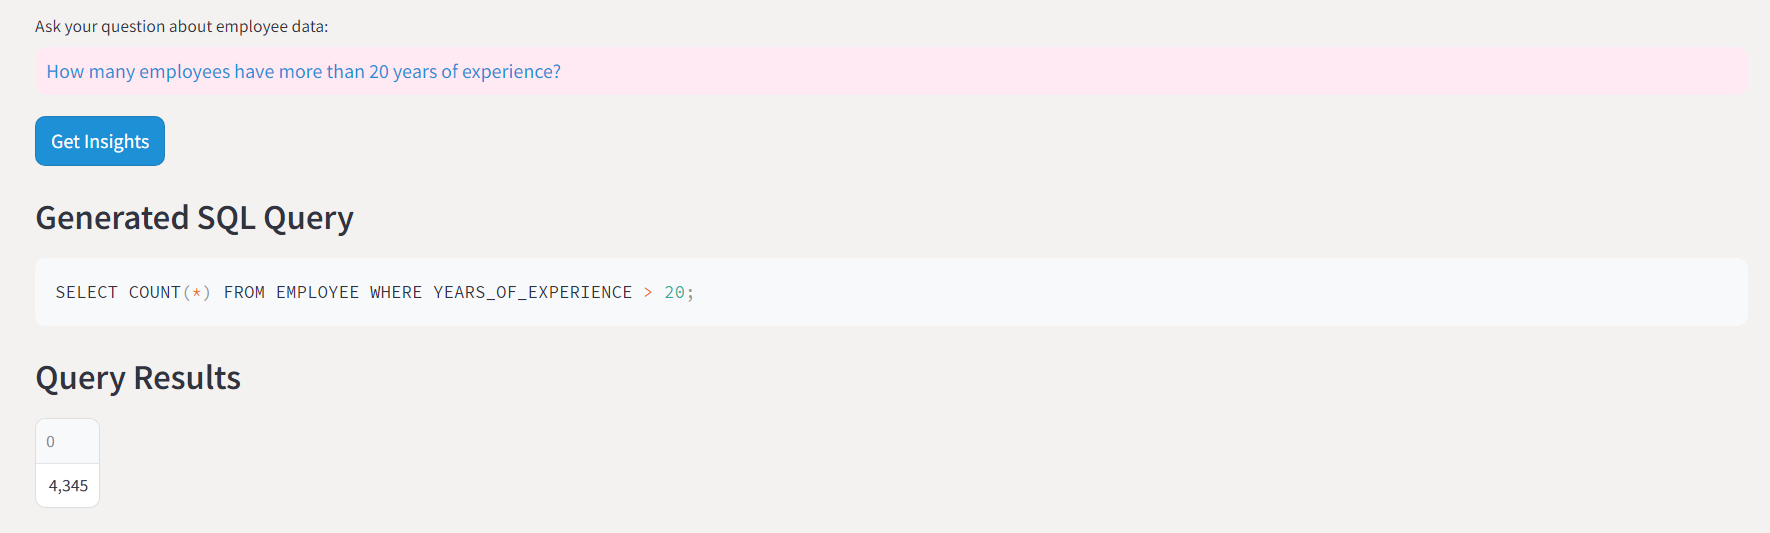 Ask your question about employee data:
How many employees have more than 20 years of experience?
Get Insights
Generated SQL Query
SELECT COUNT(*) FROM EMPLOYEE WHERE YEARS_OF_EXPERIENCE > 20;
Query Results
0
4,345